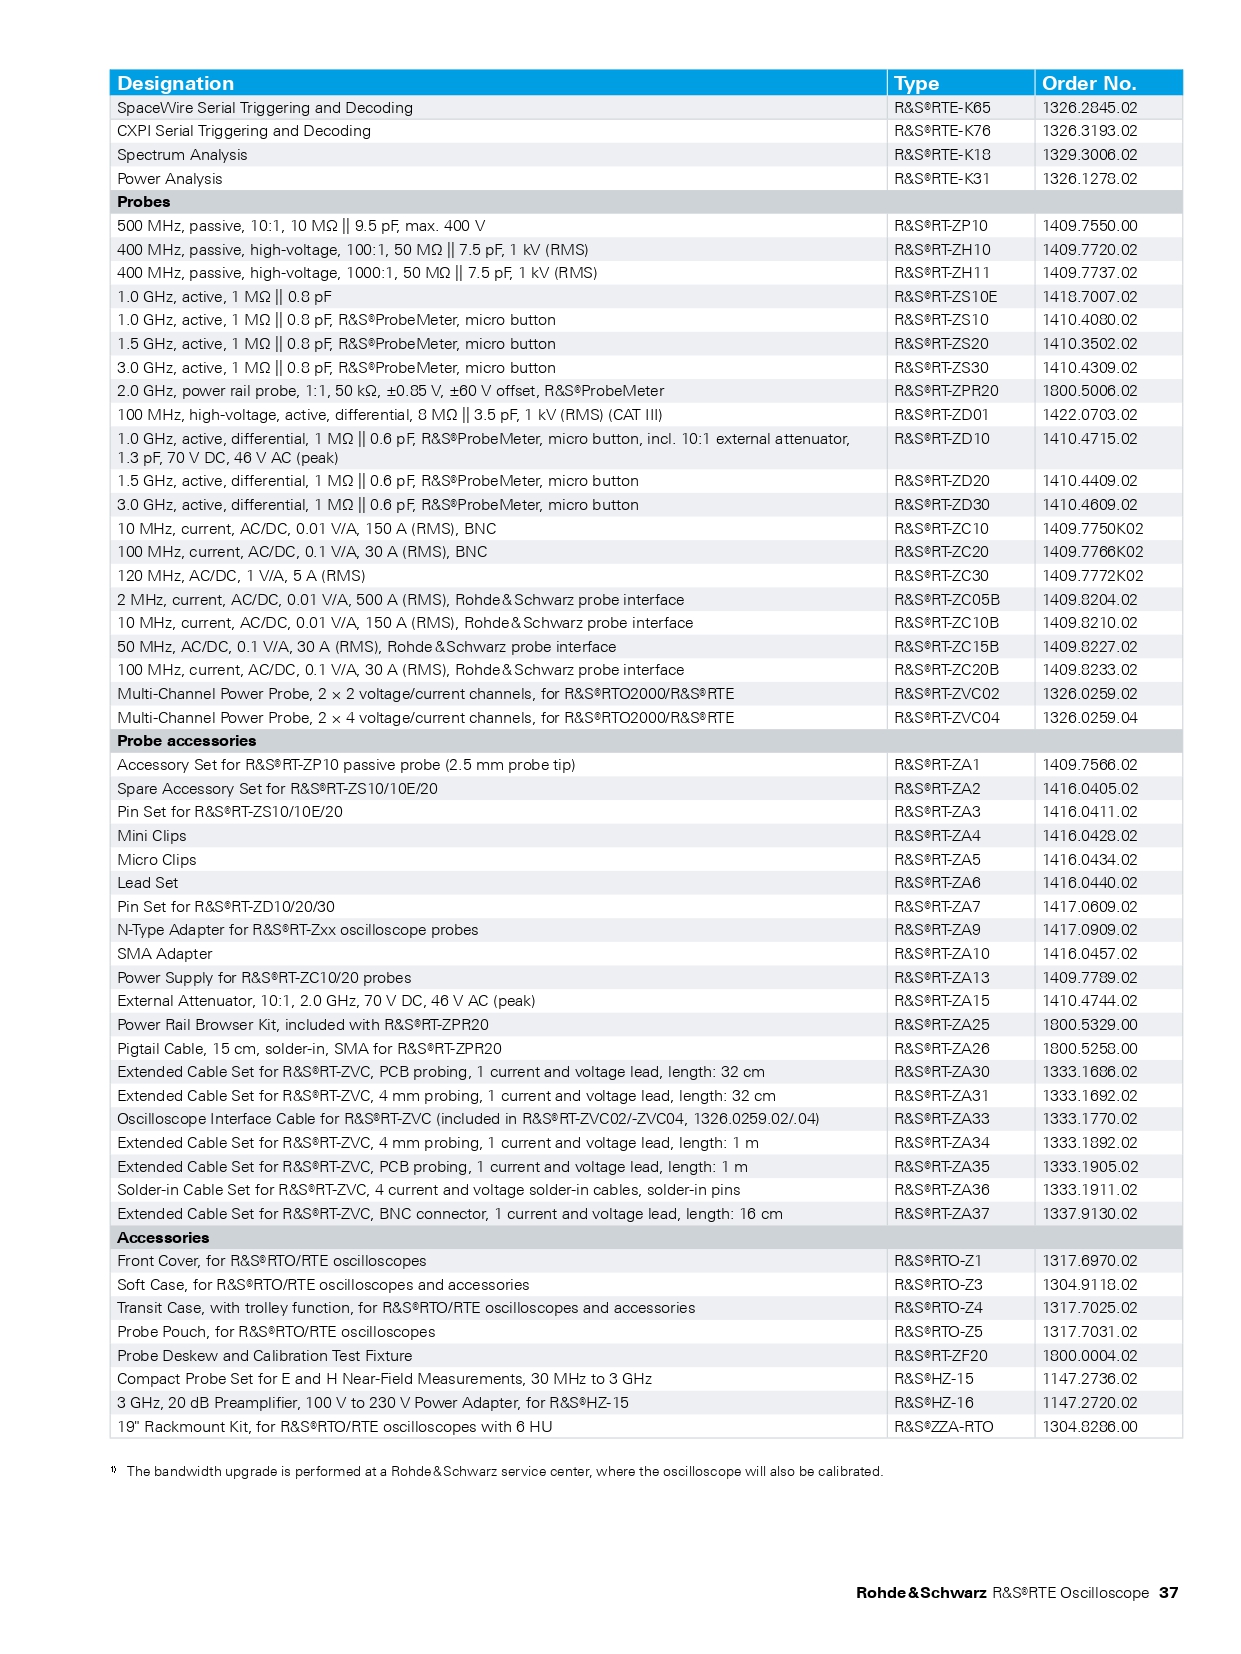 Designation Type Order No.
SpaceWire Serial Triggering and Decoding R&S®RTE-K65 1326.2845.02
CXPI Serial Triggering and Decoding R&S®RTE-K76 1326.3193.02
Spectrum Analysis R&S®RTE-K18 1329.3006.02
Power Analysis R&S®RTE-K31 1326.1278.02
Probes
500 MHz, passive, 10:1, 10 MΩ || 9.5 pF, max. 400 V R&S®RT-ZP10 1409.7550.00
400 MHz, passive, high-voltage, 100:1, 50 MΩ || 7.5 pF, 1 kV (RMS) R&S®RT-ZH10 1409.7720.02
400 MHz, passive, high-voltage, 1000:1, 50 MΩ || 7.5 pF, 1 kV (RMS) R&S®RT-ZH11 1409.7737.02
1.0 GHz, active, 1 MΩ || 0.8 pF R&S®RT-ZS10E 1418.7007.02
1.0 GHz, active, 1 MΩ || 0.8 pF, R&S®ProbeMeter, micro button R&S®RT-ZS10 1410.4080.02
1.5 GHz, active, 1 MΩ || 0.8 pF, R&S®ProbeMeter, micro button R&S®RT-ZS20 1410.3502.02
3.0 GHz, active, 1 MΩ || 0.8 pF, R&S®ProbeMeter, micro button R&S®RT-ZS30 1410.4309.02
2.0 GHz, power rail probe, 1:1, 50 kΩ, ±0.85 V, ±60 V offset, R&S®ProbeMeter R&S®RT-ZPR20 1800.5006.02
100 MHz, high-voltage, active, differential, 8 MΩ || 3.5 pF, 1 kV (RMS) (CAT III) R&S®RT-ZD01 1422.0703.02
1.0 GHz, active, differential, 1 MΩ || 0.6 pF, R&S®ProbeMeter, micro button, incl. 10:1 external attenuator, R&S®RT-ZD10 1410.4715.02
1.3 pF, 70 V DC, 46 V AC (peak)
1.5 GHz, active, differential, 1 MΩ || 0.6 pF, R&S®ProbeMeter, micro button R&S®RT-ZD20 1410.4409.02
3.0 GHz, active, differential, 1 MΩ || 0.6 pF, R&S®ProbeMeter, micro button R&S®RT-ZD30 1410.4609.02
10 MHz, current, AC/DC, 0.01 V/A, 150 A (RMS), BNC R&S®RT-ZC10 1409.7750K02
100 MHz, current, AC/DC, 0.1 V/A, 30 A (RMS), BNC R&S®RT-ZC20 1409.7766K02
120 MHz, AC/DC, 1 V/A, 5 A (RMS) R&S®RT-ZC30 1409.7772K02
2 MHz, current, AC/DC, 0.01 V/A, 500 A (RMS), Rohde&Schwarz probe interface R&S®RT-ZC05B 1409.8204.02
10 MHz, current, AC/DC, 0.01 V/A, 150 A (RMS), Rohde&Schwarz probe interface R&S®RT-ZC10B 1409.8210.02
50 MHz, AC/DC, 0.1 V/A, 30 A (RMS), Rohde&Schwarz probe interface R&S®RT-ZC15B 1409.8227.02
100 MHz, current, AC/DC, 0.1 V/A, 30 A (RMS), Rohde&Schwarz probe interface R&S®RT-ZC20B 1409.8233.02
Multi-Channel Power Probe, 2 × 2 voltage/current channels, for R&S®RTO2000/R&S®RTE R&S®RT-ZVC02 1326.0259.02
Multi-Channel Power Probe, 2 × 4 voltage/current channels, for R&S®RTO2000/R&S®RTE R&S®RT-ZVC04 1326.0259.04
Probe accessories
Accessory Set for R&S®RT-ZP10 passive probe (2.5 mm probe tip) R&S®RT-ZA1 1409.7566.02
Spare Accessory Set for R&S®RT-ZS10/10E/20 R&S®RT-ZA2 1416.0405.02
Pin Set for R&S®RT-ZS10/10E/20 R&S®RT-ZA3 1416.0411.02
Mini Clips R&S®RT-ZA4 1416.0428.02
Micro Clips R&S®RT-ZA5 1416.0434.02
Lead Set R&S®RT-ZA6 1416.0440.02
Pin Set for R&S®RT-ZD10/20/30 R&S®RT-ZA7 1417.0609.02
N-Type Adapter for R&S®RT-Zxx oscilloscope probes R&S®RT-ZA9 1417.0909.02
SMA Adapter R&S®RT-ZA10 1416.0457.02
Power Supply for R&S®RT-ZC10/20 probes R&S®RT-ZA13 1409.7789.02
External Attenuator, 10:1, 2.0 GHz, 70 V DC, 46 V AC (peak) R&S®RT-ZA15 1410.4744.02
Power Rail Browser Kit, included with R&S®RT-ZPR20 R&S®RT-ZA25 1800.5329.00
Pigtail Cable, 15 cm, solder-in, SMA for R&S®RT-ZPR20 R&S®RT-ZA26 1800.5258.00
Extended Cable Set for R&S®RT-ZVC, PCB probing, 1 current and voltage lead, length: 32 cm R&S®RT-ZA30 1333.1686.02
Extended Cable Set for R&S®RT-ZVC, 4 mm probing, 1 current and voltage lead, length: 32 cm R&S®RT-ZA31 1333.1692.02
Oscilloscope Interface Cable for R&S®RT-ZVC (included in R&S®RT-ZVC02/-ZVC04, 1326.0259.02/.04) R&S®RT-ZA33 1333.1770.02
Extended Cable Set for R&S®RT-ZVC, 4 mm probing, 1 current and voltage lead, length: 1 m R&S®RT-ZA34 1333.1892.02
Extended Cable Set for R&S®RT-ZVC, PCB probing, 1 current and voltage lead, length: 1 m R&S®RT-ZA35 1333.1905.02
Solder-in Cable Set for R&S®RT-ZVC, 4 current and voltage solder-in cables, solder-in pins R&S®RT-ZA36 1333.1911.02
Extended Cable Set for R&S®RT-ZVC, BNC connector, 1 current and voltage lead, length: 16 cm R&S®RT-ZA37 1337.9130.02
Accessories
Front Cover, for R&S®RTO/RTE oscilloscopes R&S®RTO-Z1 1317.6970.02
Soft Case, for R&S®RTO/RTE oscilloscopes and accessories R&S®RTO-Z3 1304.9118.02
Transit Case, with trolley function, for R&S®RTO/RTE oscilloscopes and accessories R&S®RTO-Z4 1317.7025.02
Probe Pouch, for R&S®RTO/RTE oscilloscopes R&S®RTO-Z5 1317.7031.02
Probe Deskew and Calibration Test Fixture R&S®RT-ZF20 1800.0004.02
Compact Probe Set for E and H Near-Field Measurements, 30 MHz to 3 GHz R&S®HZ-15 1147.2736.02
3 GHz, 20 dB Preamplifier, 100 V to 230 V Power Adapter, for R&S®HZ-15 R&S®HZ-16 1147.2720.02
19" Rackmount Kit, for R&S®RTO/RTE oscilloscopes with 6 HU R&S®ZZA-RTO 1304.8286.00
1) The bandwidth upgrade is performed at a Rohde&Schwarz service center, where the oscilloscope will also be calibrated.
Rohde&Schwarz R&S®RTE Oscilloscope 37